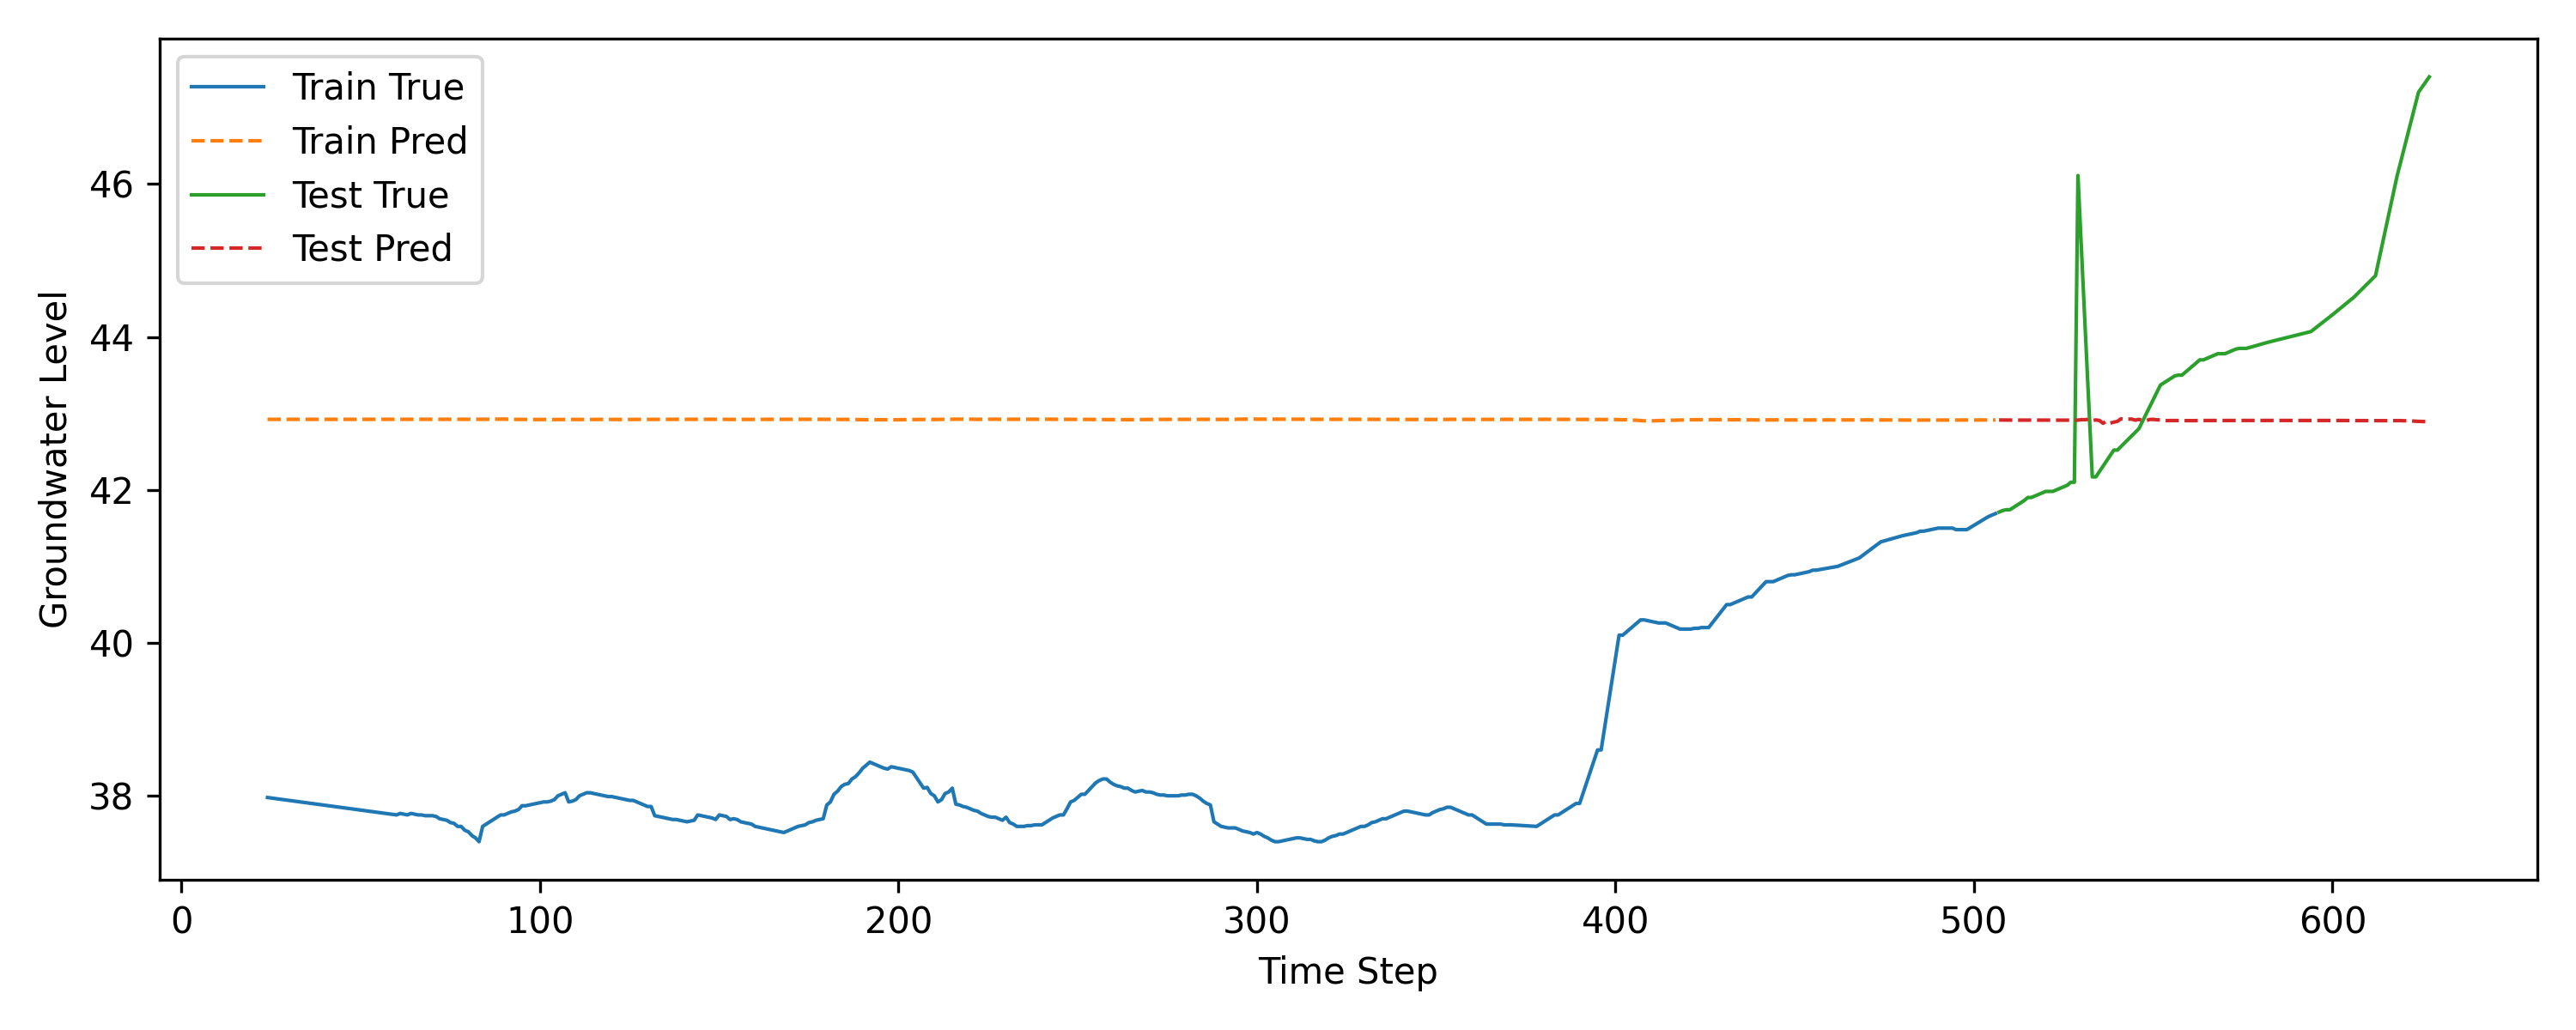 Train True
Train Pred
Test True
Test Pred
Groundwater Level
46
44
42
40
38
0 100 200 300 400 500 600
Time Step